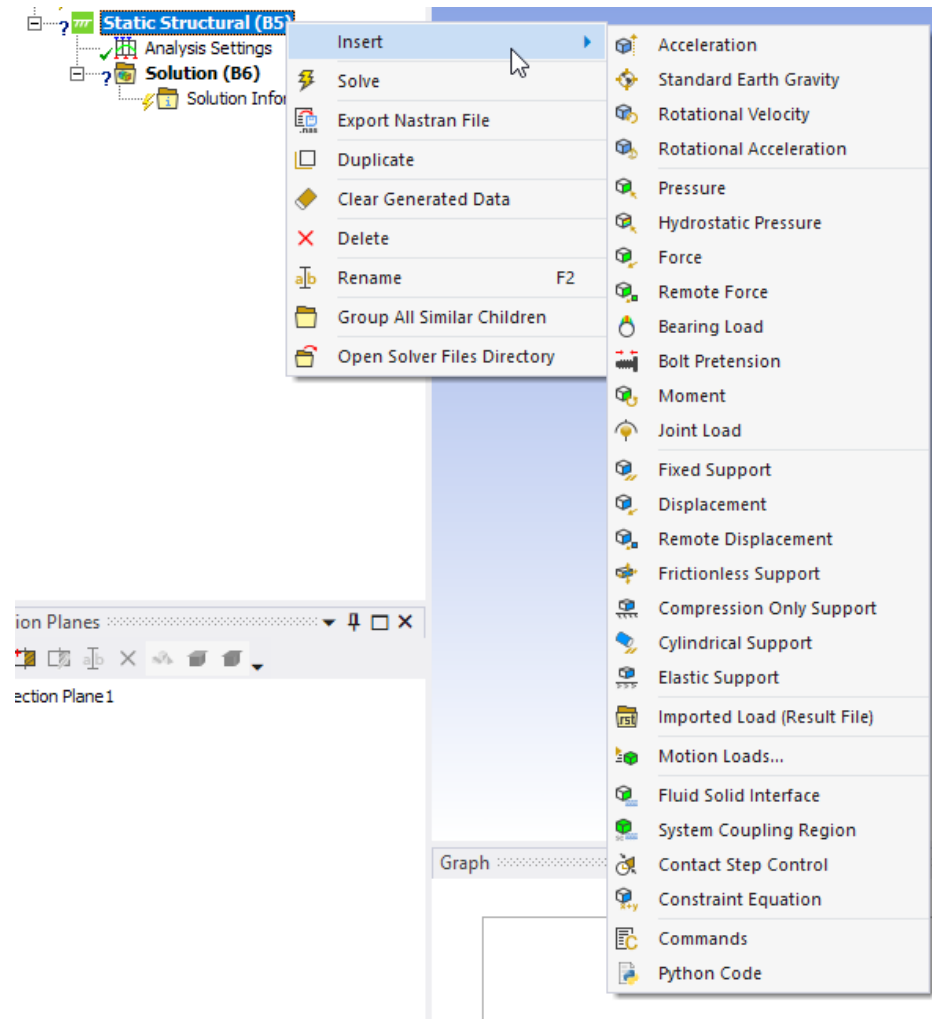 Static Structural (B5)
Analysis Settings
Solution (B6)
Solution Infor
Insert
Solve
Export Nastran File
Duplicate
Clear Generated Data
Delete
Rename F2
Group All Similar Children
Open Solver Files Directory
Acceleration
Standard Earth Gravity
Rotational Velocity
Rotational Acceleration
Pressure
Hydrostatic Pressure
Force
Remote Force
Bearing Load
Bolt Pretension
Moment
Joint Load
Fixed Support
Displacement
Remote Displacement
Frictionless Support
Compression Only Support
Cylindrical Support
Elastic Support
Imported Load (Result File)
Motion Loads...
Fluid Solid Interface
System Coupling Region
Contact Step Control
Constraint Equation
Commands
Python Code
ion Planes
ection Plane 1
Graph